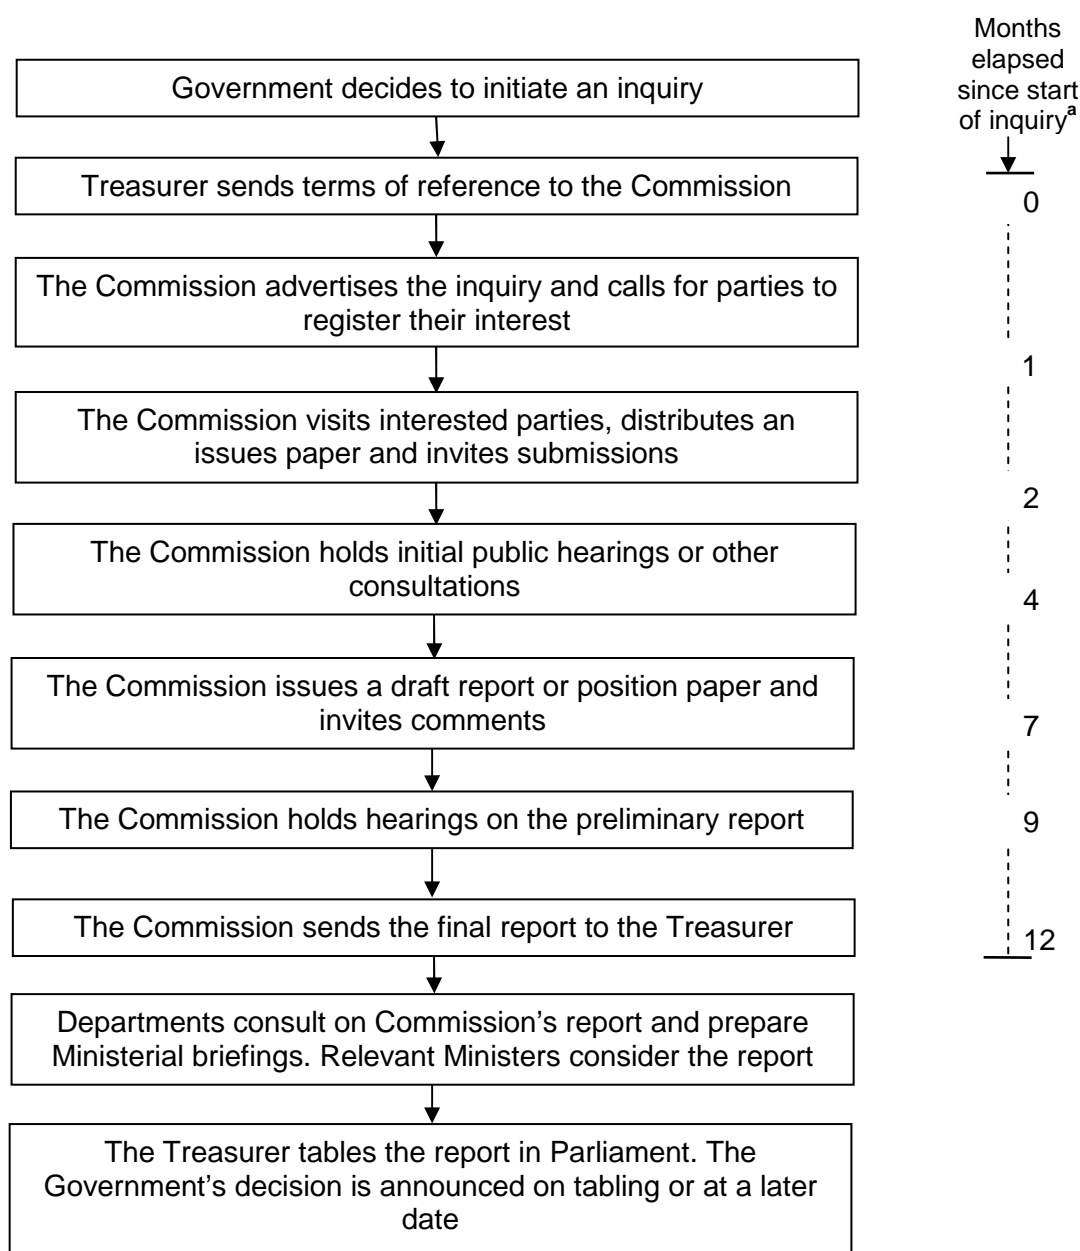 Months
elapsed
since start
of inquiryᵃ
Government decides to initiate an inquiry
Treasurer sends terms of reference to the Commission
0
The Commission advertises the inquiry and calls for parties to
register their interest
1
The Commission visits interested parties, distributes an
issues paper and invites submissions
2
The Commission holds initial public hearings or other
consultations
4
The Commission issues a draft report or position paper and
invites comments
7
The Commission holds hearings on the preliminary report
9
The Commission sends the final report to the Treasurer
12
Departments consult on Commission’s report and prepare
Ministerial briefings. Relevant Ministers consider the report
The Treasurer tables the report in Parliament. The
Government’s decision is announced on tabling or at a later
date